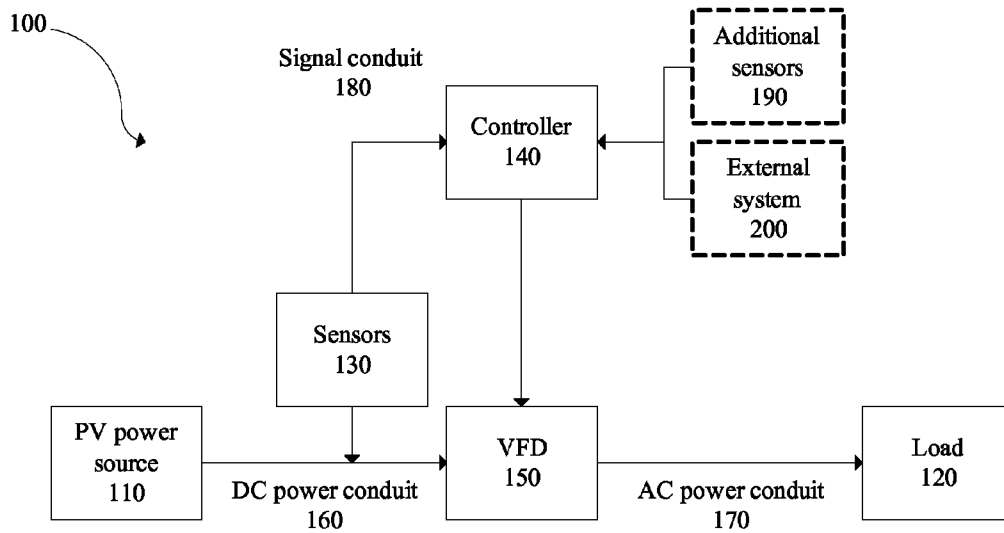 100
Signal conduit
180
Additional
sensors
190
Controller
140
External
system
200
Sensors
130
PV power
source
110
DC power conduit
160
VFD
150
AC power conduit
170
Load
120